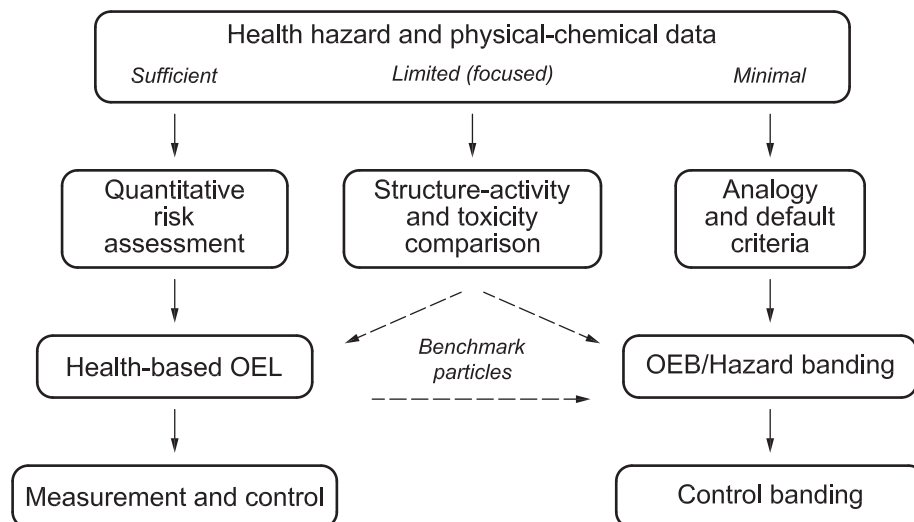 Health hazard and physical-chemical data
Sufficient
Limited (focused)
Minimal
Quantitative
risk
assessment
Structure-activity
and toxicity
comparison
Analogy
and default
criteria
Health-based OEL
Benchmark
particles
OEB/Hazard banding
Measurement and control
Control banding